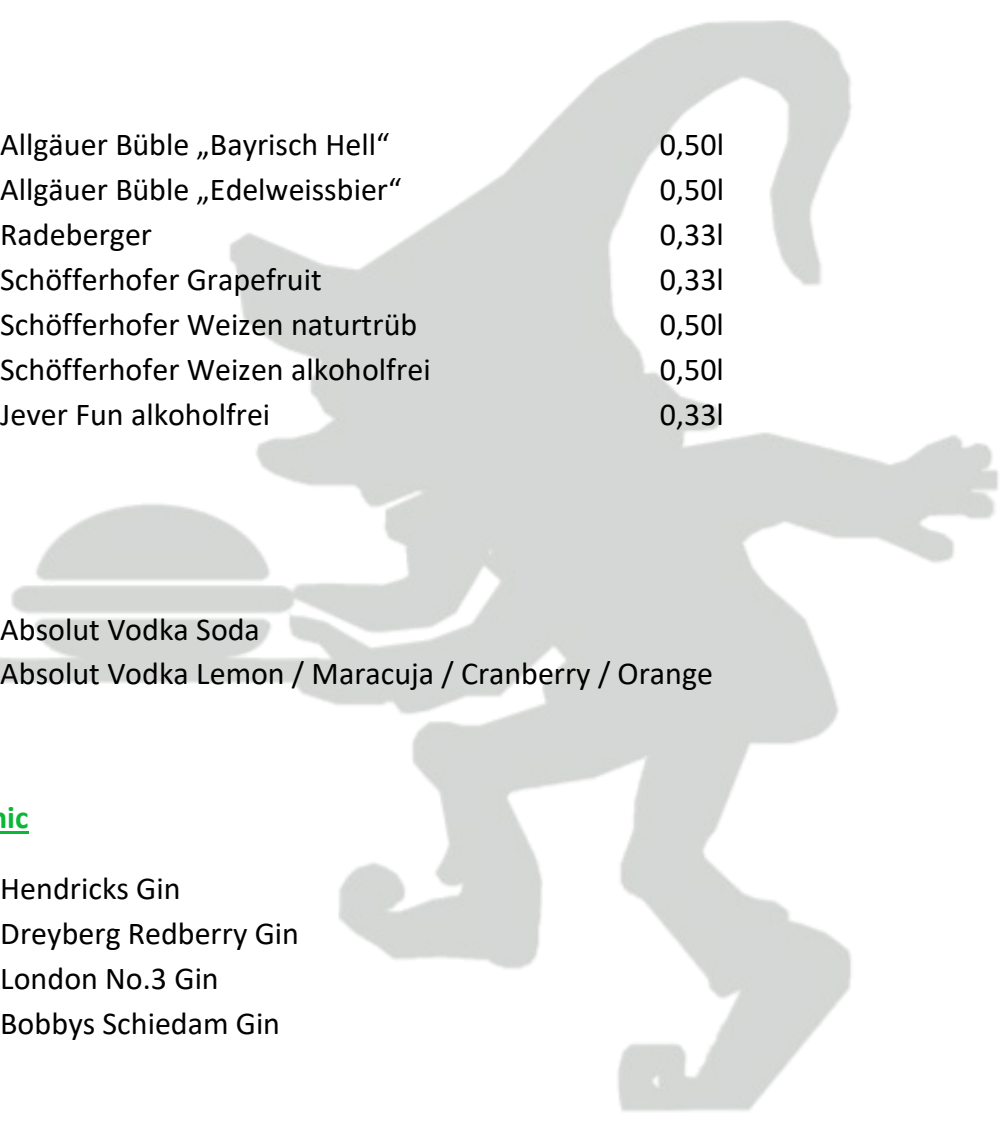 Allgäuer Büble „Bayrisch Hell“ 0,50l
Allgäuer Büble „Edelweissbier“ 0,50l
Radeberger 0,33l
Schöfferhofer Grapefruit 0,33l
Schöfferhofer Weizen naturtrüb 0,50l
Schöfferhofer Weizen alkoholfrei 0,50l
Jever Fun alkoholfrei 0,33l
Absolut Vodka Soda
Absolut Vodka Lemon / Maracuja / Cranberry / Orange
Hendricks Gin
Dreyberg Redberry Gin
London No.3 Gin
Bobbys Schiedam Gin